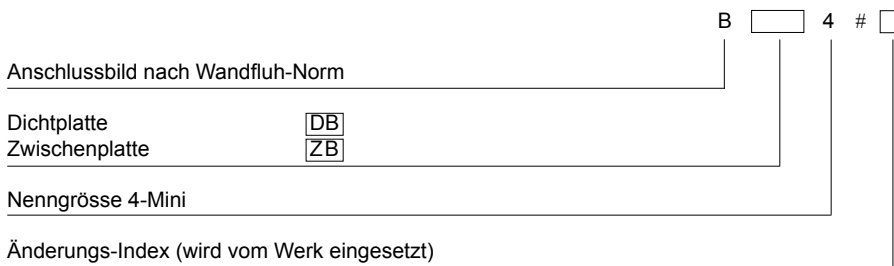 B 4 #
Anschlussbild nach Wandfluh-Norm
Dichtplatte DB
Zwischenplatte ZB
Nenngrösse 4-Mini
Änderungs-Index (wird vom Werk eingesetzt)